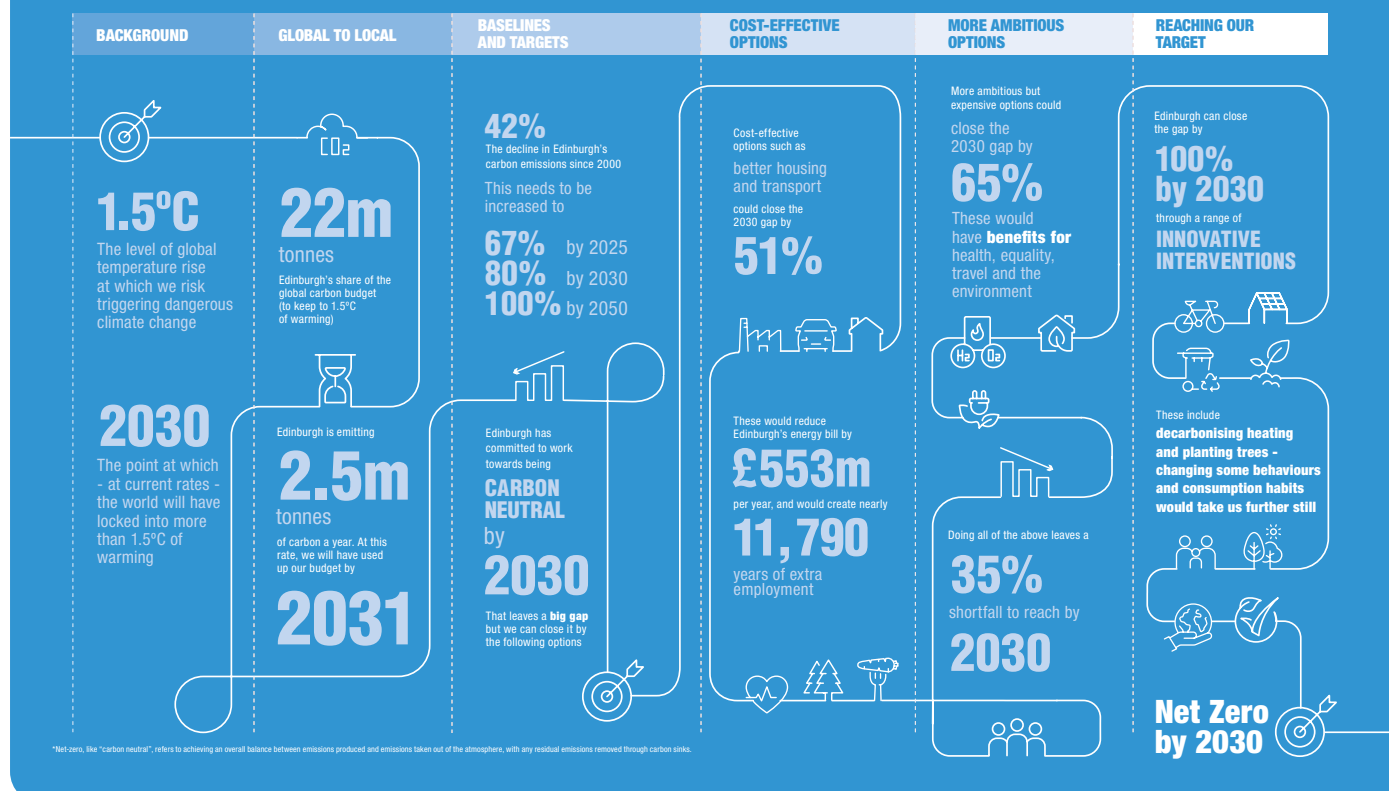 BACKGROUND
GLOBAL TO LOCAL
BASELINES
AND TARGETS
COST-EFFECTIVE
OPTIONS
MORE AMBITIOUS
OPTIONS
REACHING OUR
TARGET
1.5ºC
The level of global
temperature rise
at which we risk
triggering dangerous
climate change
2030
The point at which
- at current rates -
the world will have
locked into more
than 1.5ºC of
warming
CO2
22m
tonnes
Edinburgh's share of the
global carbon budget
(to keep to 1.5ºC
of warming)
Edinburgh is emitting
2.5m
tonnes
of carbon a year. At this
rate, we will have used
up our budget by
2031
42%
The decline in Edinburgh's
carbon emissions since 2000
This needs to be
increased to
67% by 2025
80% by 2030
100% by 2050
Edinburgh has
committed to work
towards being
CARBON
NEUTRAL
by
2030
That leaves a big gap
but we can close it by
the following options
Cost-effective
options such as
better housing
and transport
could close the
2030 gap by
51%
These would reduce
Edinburgh's energy bill by
£553m
per year, and would create nearly
11,790
years of extra
employment
More ambitious but
expensive options could
close the
2030 gap by
65%
These would
have benefits for
health, equality,
travel and the
environment
H2 O2
Doing all of the above leaves a
35%
shortfall to reach by
2030
Edinburgh can close
the gap by
100%
by 2030
through a range of
INNOVATIVE
INTERVENTIONS
These include
decarbonising heating
and planting trees -
changing some behaviours
and consumption habits
would take us further still
Net Zero
by 2030
*Net-zero, like "carbon neutral", refers to achieving an overall balance between emissions produced and emissions taken out of the atmosphere, with any residual emissions removed through carbon sinks.